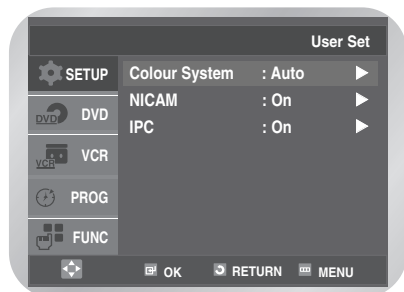 User Set
SETUP
DVD
DVD
VCR
VCR
PROG
FUNC
Colour System : Auto
NICAM : On
IPC : On
OK RETURN MENU